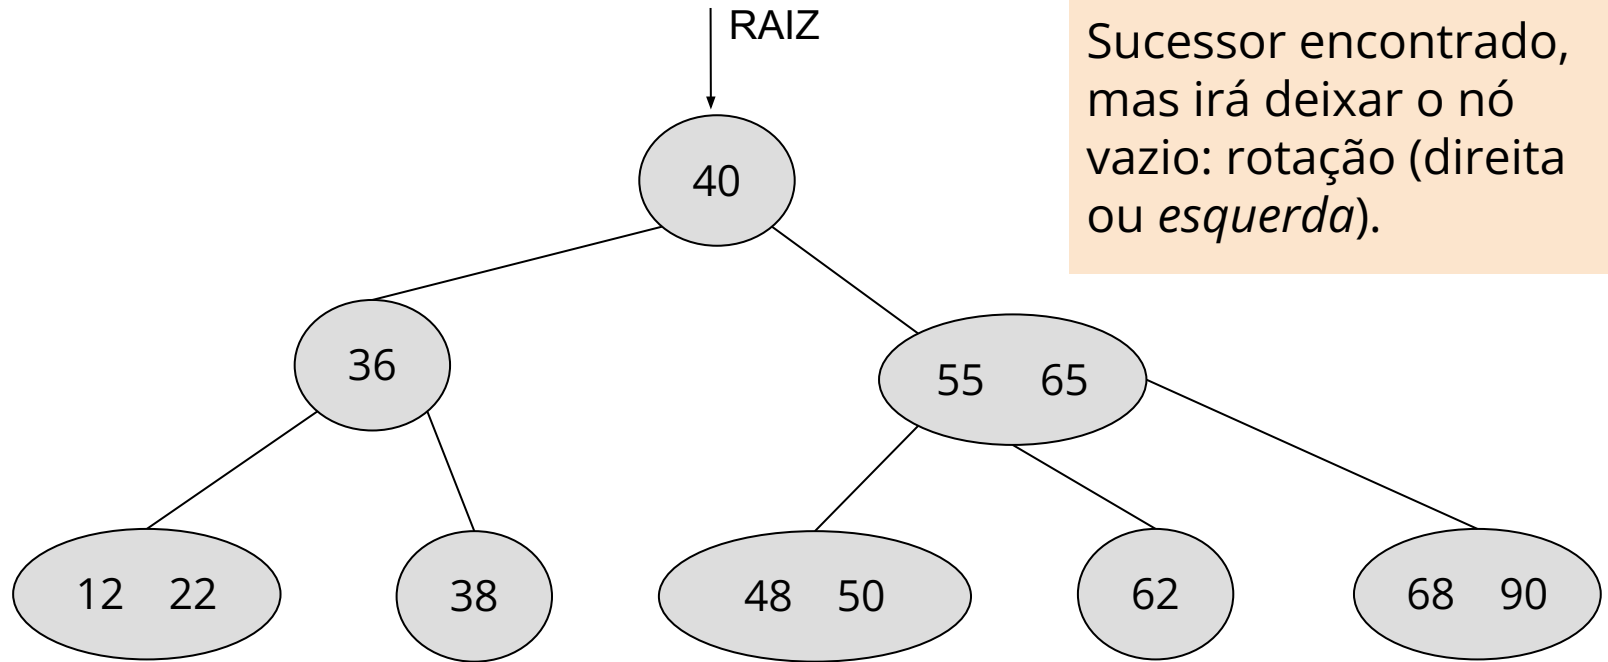 RAIZ
Sucessor encontrado,
mas irá deixar o nó
vazio: rotação (direita
ou esquerda).
40
36
55 65
12 22
38
48 50
62
68 90